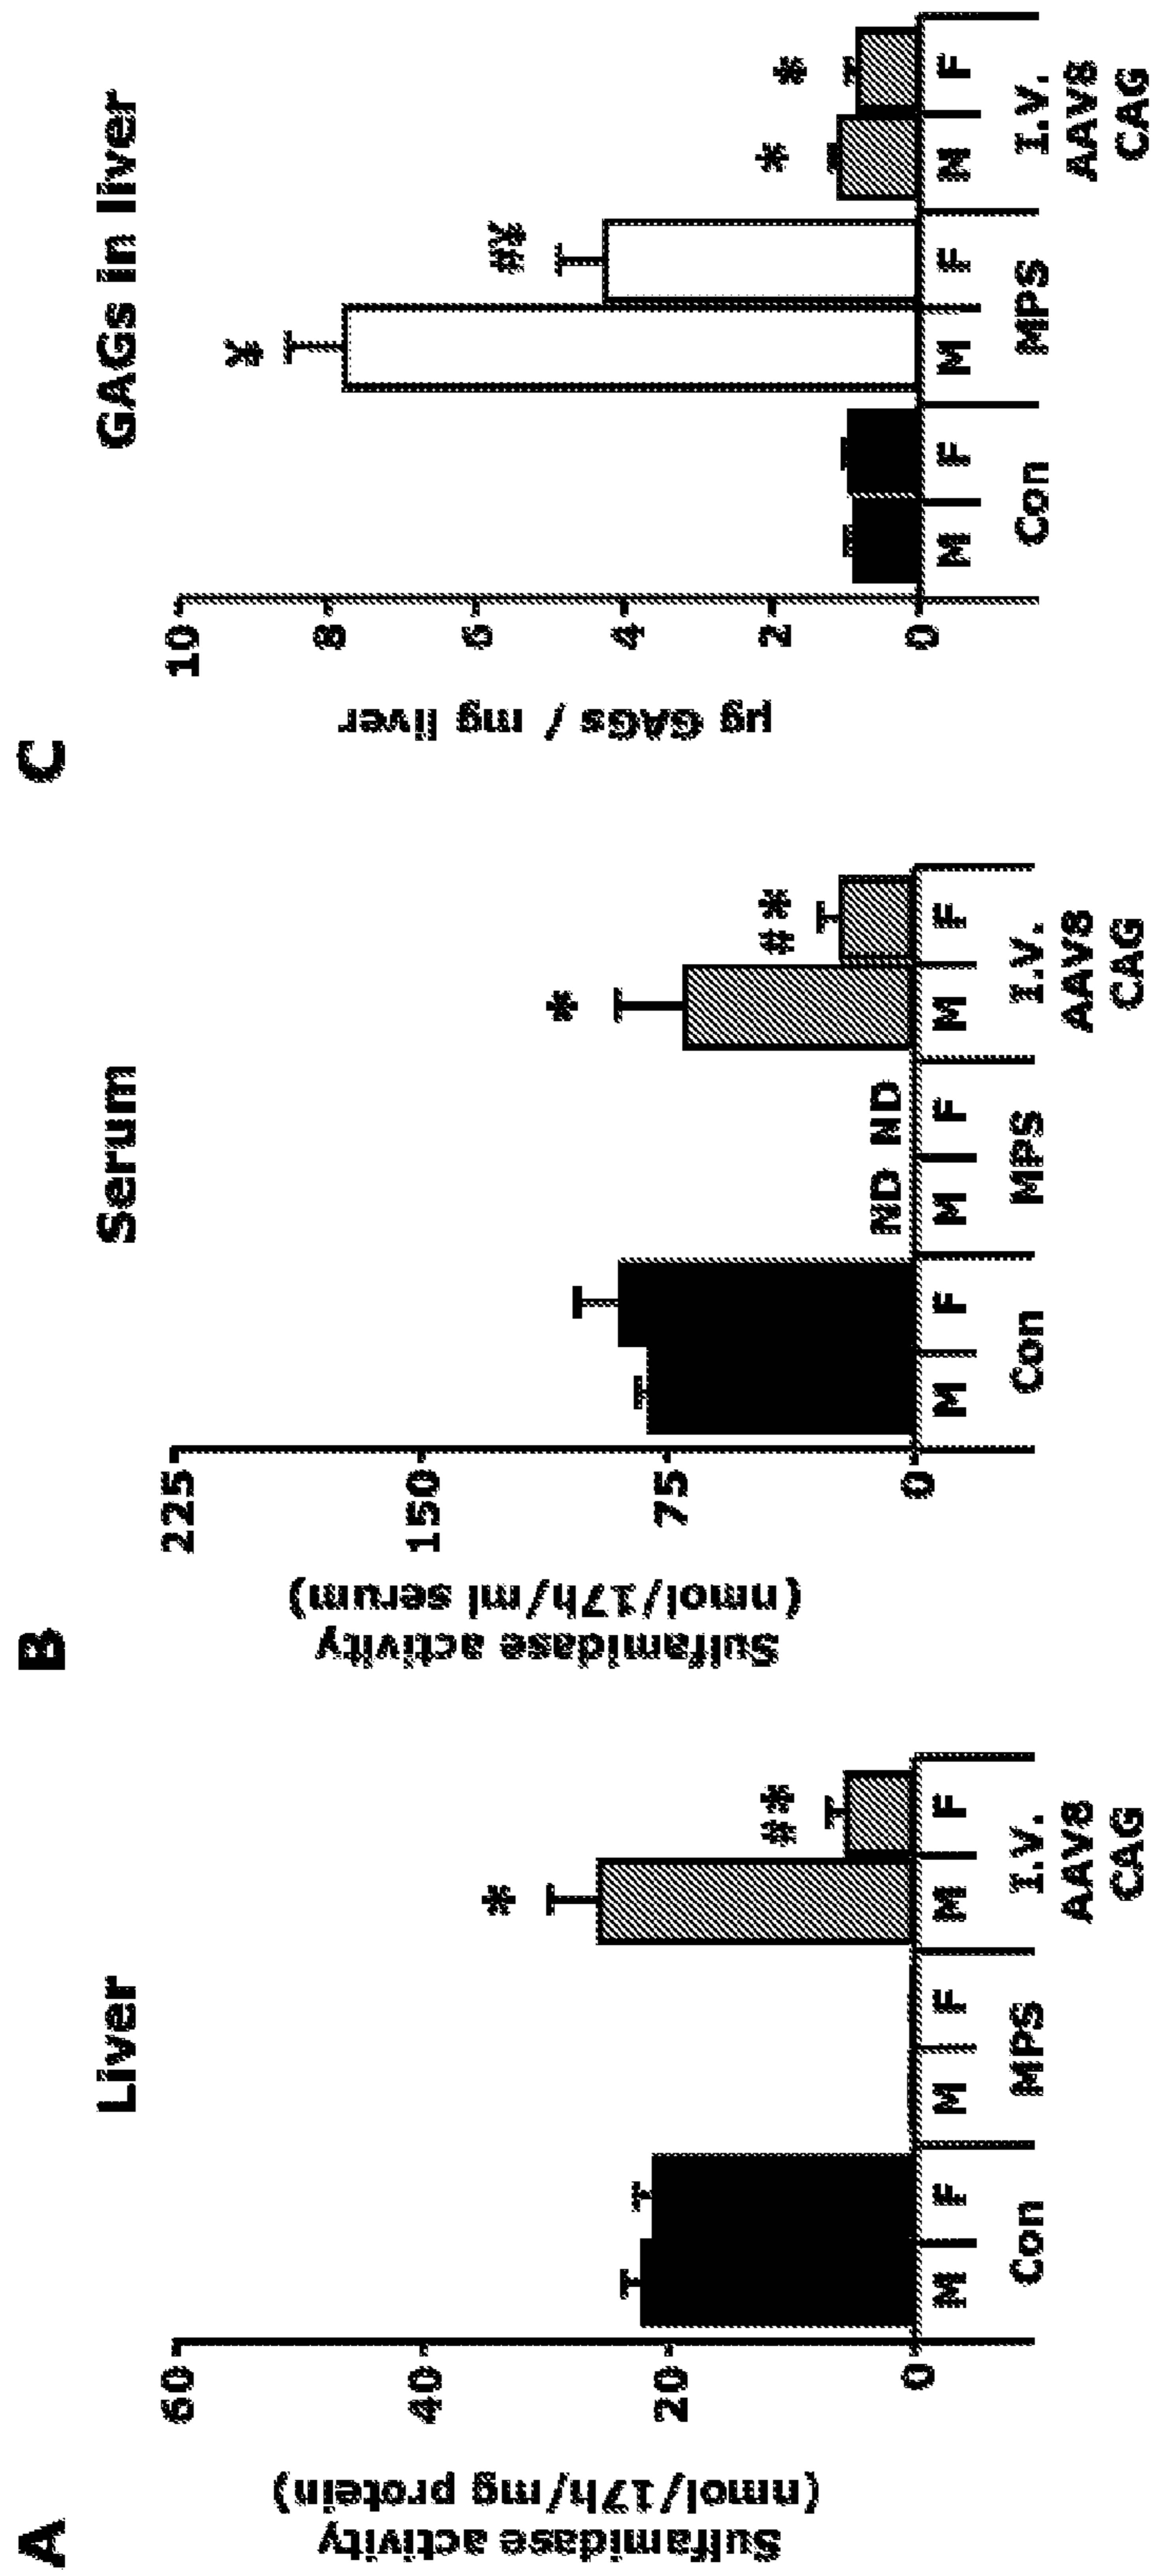 A
Liver
Sulfamidase activity
(nmol/17h/mg protein)
60
40
20
0
*
#*
M F M F M F
Con MPS I.V.
AAV8
CAG
B
Serum
Sulfamidase activity
(nmol/17h/ml serum)
225
150
75
0
ND ND
*
#*
M F M F M F
Con MPS I.V.
AAV8
CAG
C
GAGs in liver
µg GAGs / mg liver
10
8
6
4
2
0
¥
#¥
*
*
M F M F M F
Con MPS I.V.
AAV8
CAG